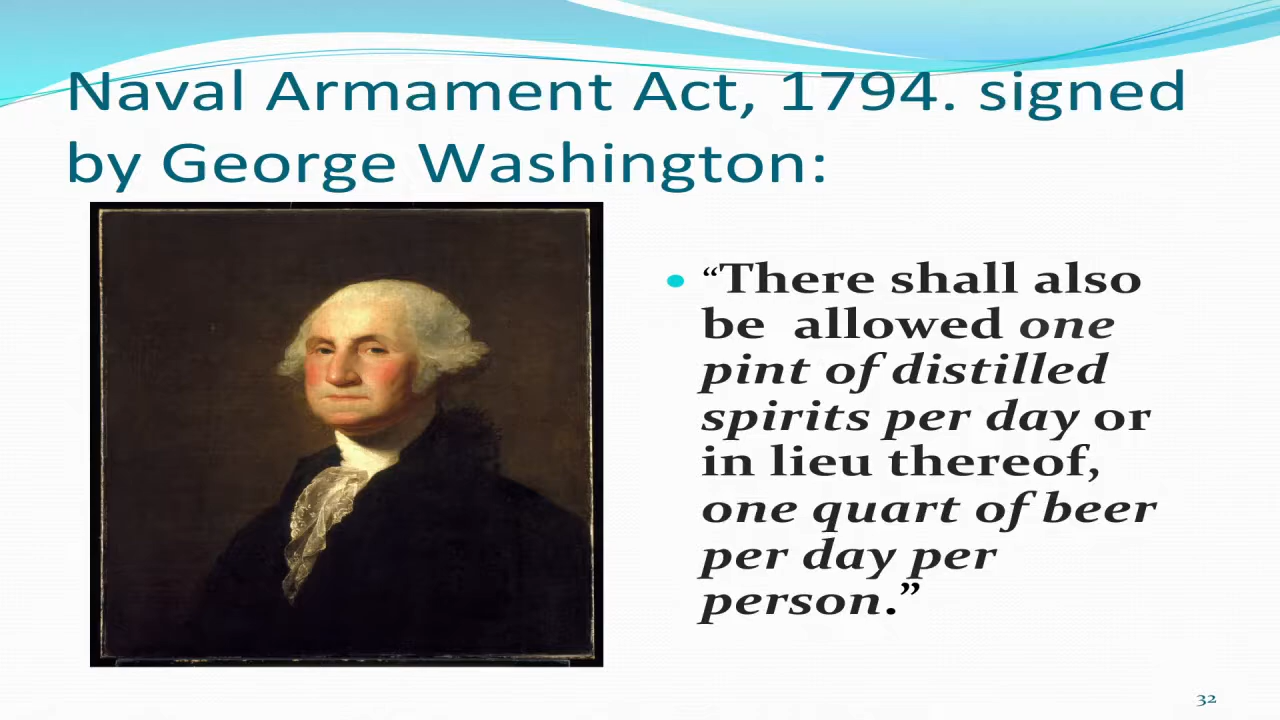 Naval Armament Act, 1794. signed
by George Washington:
• “There shall also
be  allowed one
pint of distilled
spirits per day or
in lieu thereof,
one quart of beer
per day per
person.”
32